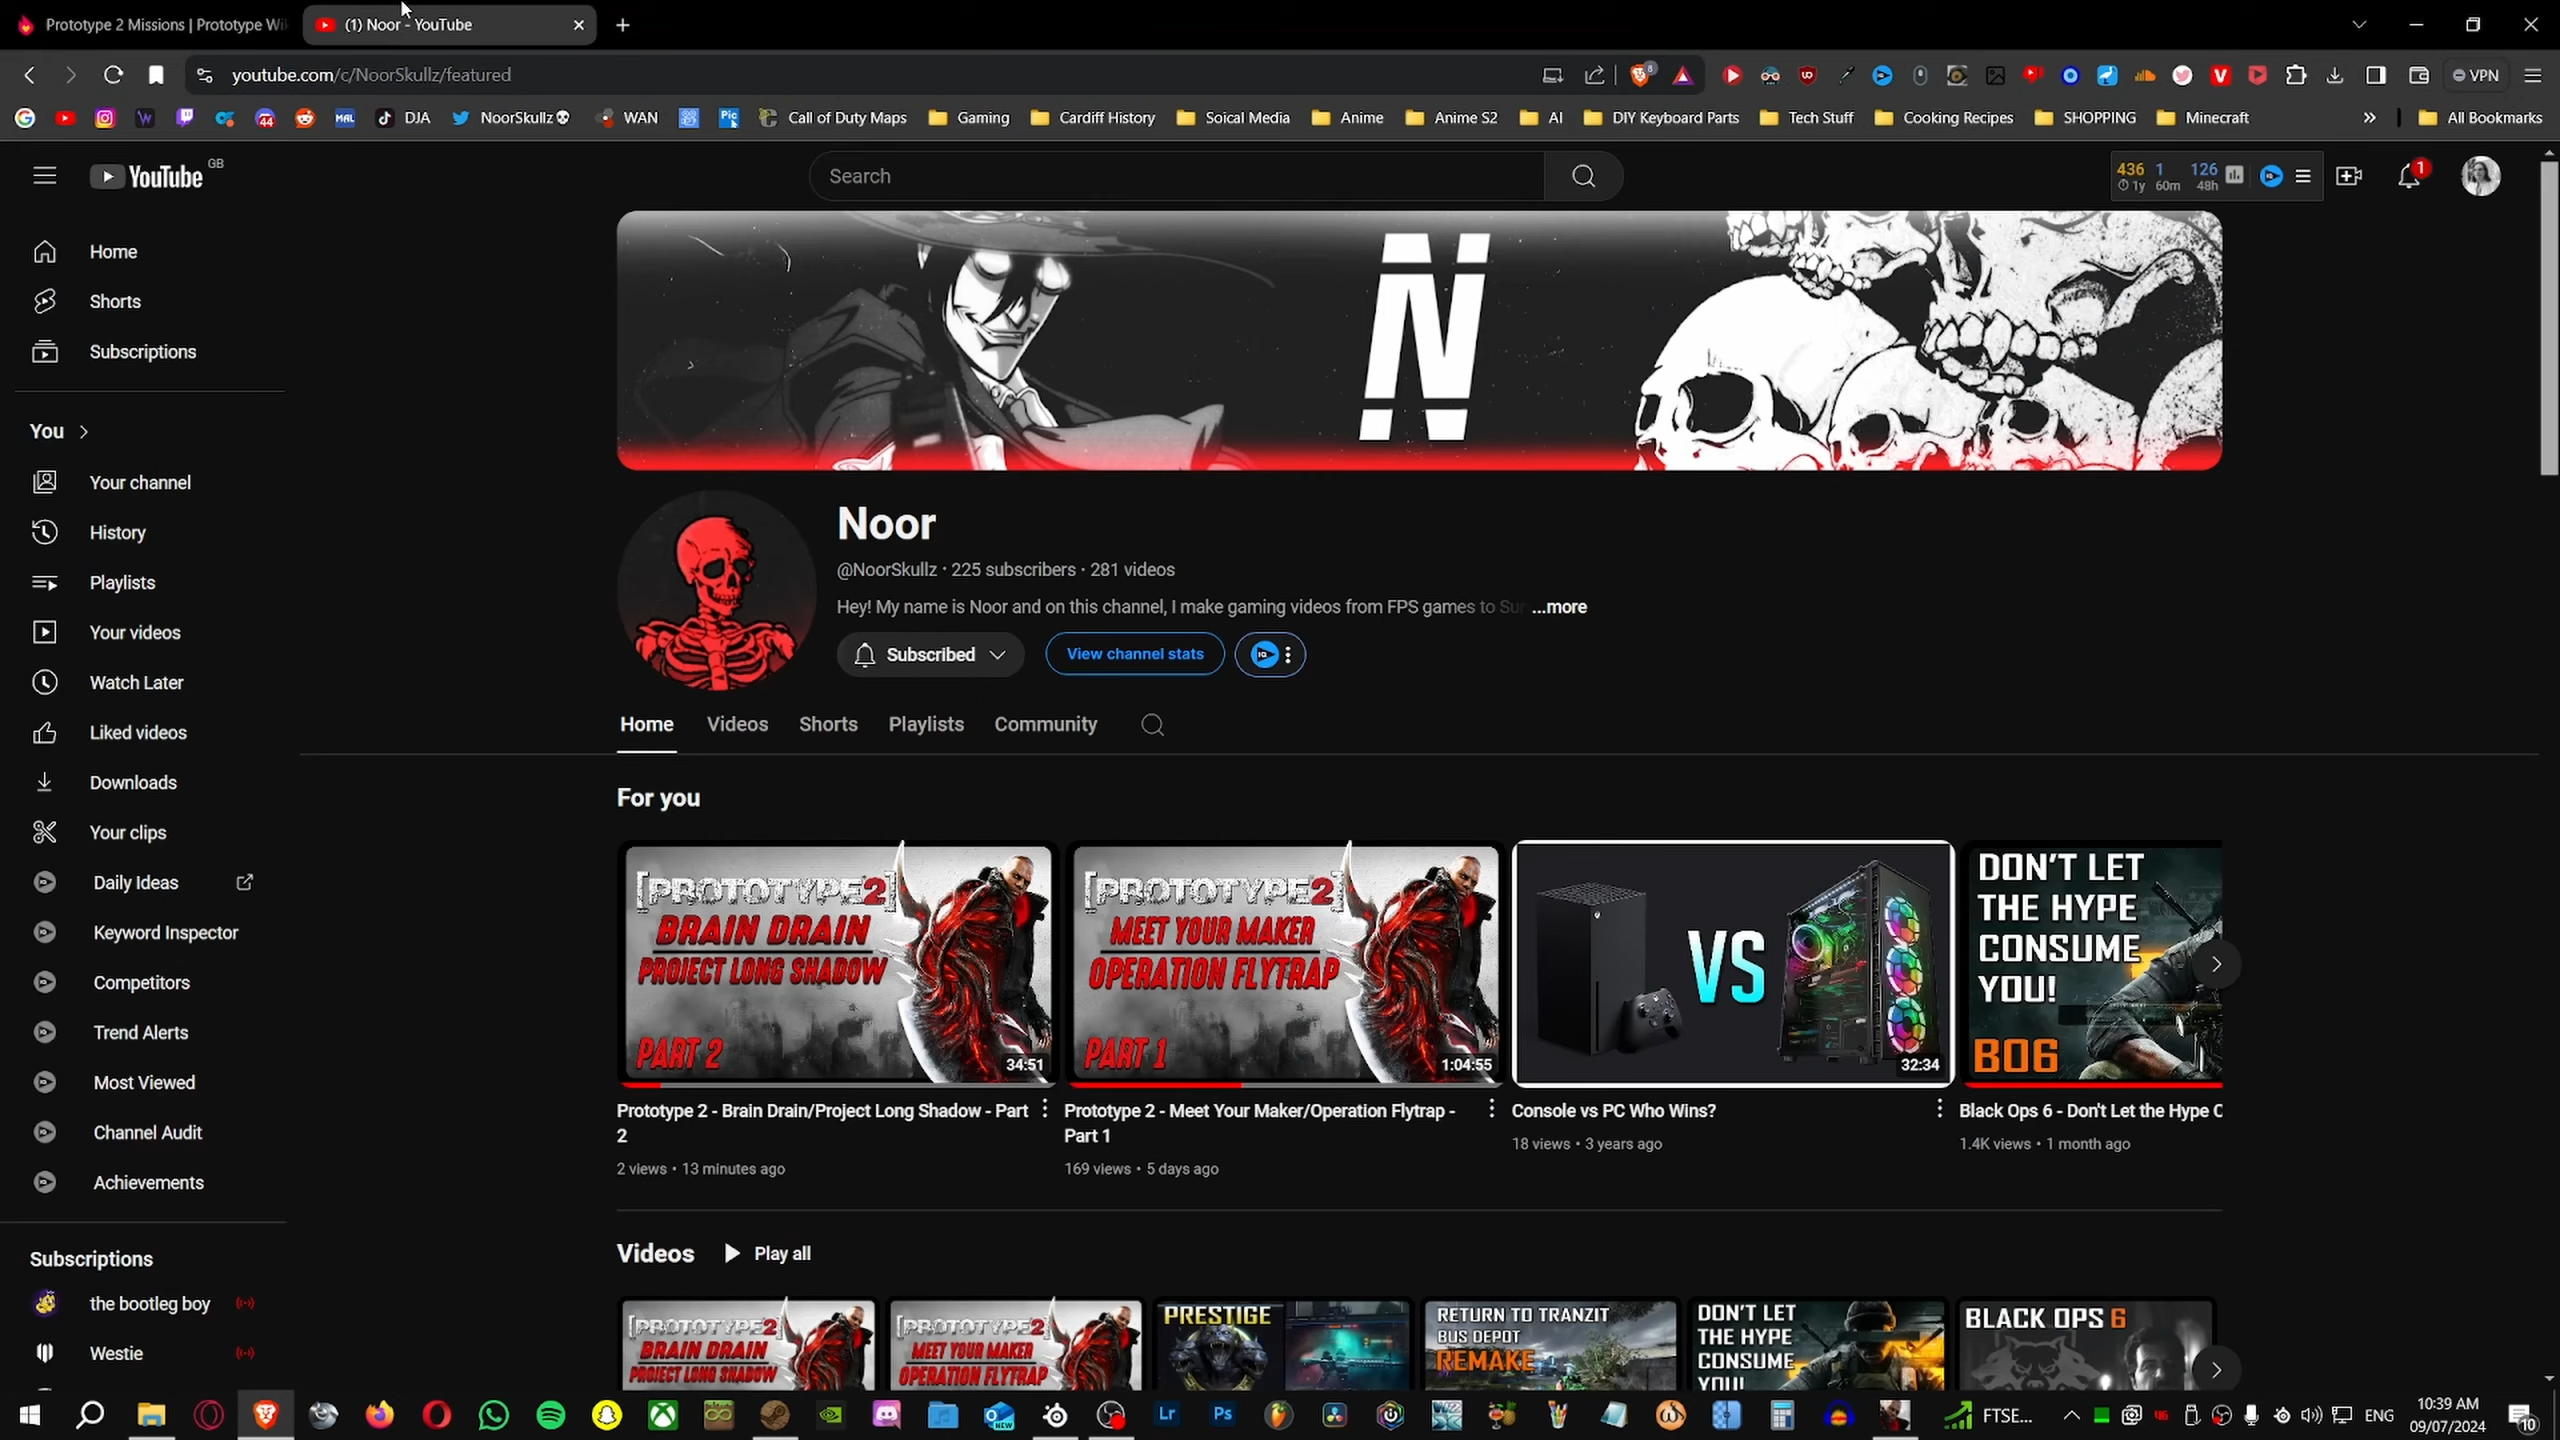 Prototype 2 Missions | Prototype Wi
(1) Noor - YouTube
youtube.com/c/NoorSkullz/featured
8
VPN
44
MAL
DJA
NoorSkullz
WAN
Pic
Call of Duty Maps
Gaming
Cardiff History
Soical Media
Anime
Anime S2
AI
DIY Keyboard Parts
Tech Stuff
Cooking Recipes
SHOPPING
Minecraft
All Bookmarks
YouTube GB
Search
436 1 126
1y 60m 48h
1
Home
Shorts
Subscriptions
You
Your channel
History
Playlists
Your videos
Watch Later
Liked videos
Downloads
Your clips
Daily Ideas
Keyword Inspector
Competitors
Trend Alerts
Most Viewed
Channel Audit
Achievements
Subscriptions
the bootleg boy
Westie
N
Noor
@NoorSkullz · 225 subscribers · 281 videos
Hey! My name is Noor and on this channel, I make gaming videos from FPS games to Sur ...more
Subscribed
View channel stats
Home Videos Shorts Playlists Community
For you
[PROTOTYPE2]
BRAIN DRAIN
PROJECT LONG SHADOW
PART 2
34:51
Prototype 2 - Brain Drain/Project Long Shadow - Part
2
2 views · 13 minutes ago
[PROTOTYPE2]
MEET YOUR MAKER
OPERATION FLYTRAP
PART 1
1:04:55
Prototype 2 - Meet Your Maker/Operation Flytrap -
Part 1
169 views · 5 days ago
VS
32:34
Console vs PC Who Wins?
18 views · 3 years ago
DON'T LET
THE HYPE
CONSUME
YOU!
BO6
Black Ops 6 - Don't Let the Hype C
1.4K views · 1 month ago
Videos
Play all
[PROTOTYPE2]
BRAIN DRAIN
PROJECT LONG SHADOW
[PROTOTYPE2]
MEET YOUR MAKER
OPERATION FLYTRAP
PRESTIGE
RETURN TO TRANZIT
BUS DEPOT
REMAKE
DON'T LET
THE HYPE
CONSUME
YOU!
BLACK OPS 6
Lr
Ps
FTSE...
ENG
10:39 AM
09/07/2024
10